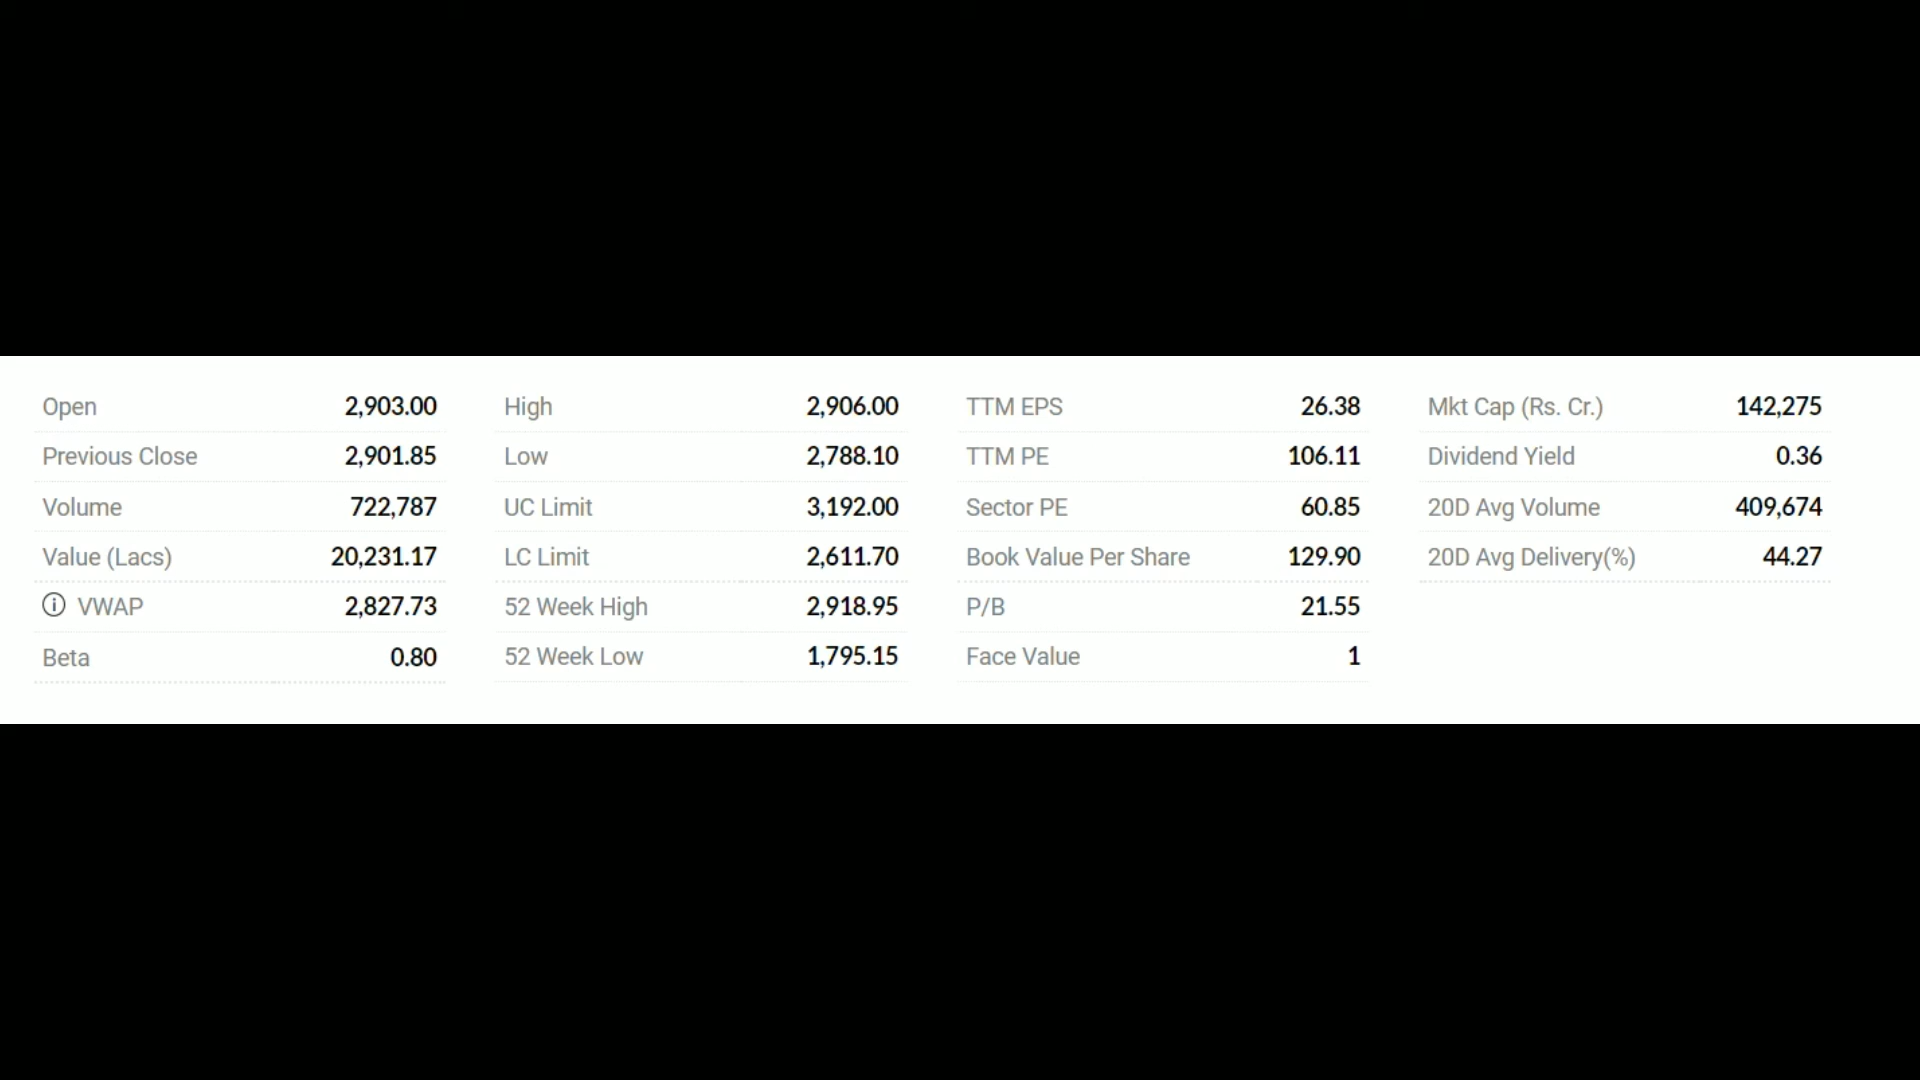 Open 2,903.00
Previous Close 2,901.85
Volume 722,787
Value (Lacs) 20,231.17
VWAP 2,827.73
Beta 0.80
High 2,906.00
Low 2,788.10
UC Limit 3,192.00
LC Limit 2,611.70
52 Week High 2,918.95
52 Week Low 1,795.15
TTM EPS 26.38
TTM PE 106.11
Sector PE 60.85
Book Value Per Share 129.90
P/B 21.55
Face Value 1
Mkt Cap (Rs. Cr.) 142,275
Dividend Yield 0.36
20D Avg Volume 409,674
20D Avg Delivery(%) 44.27